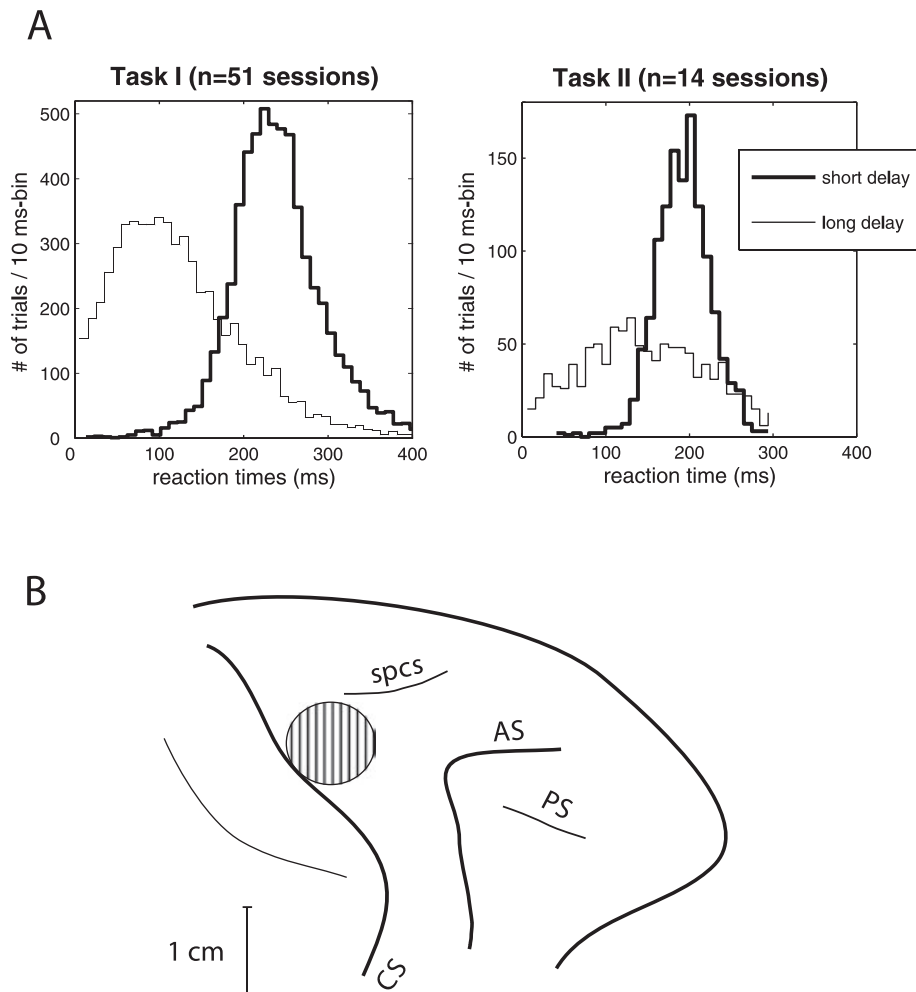 A
Task I (n=51 sessions)
# of trials / 10 ms-bin
500
400
300
200
100
0
0 100 200 300 400
reaction times (ms)
Task II (n=14 sessions)
# of trials / 10 ms-bin
150
100
50
0
0 100 200 300 400
reaction time (ms)
short delay
long delay
B
spcs
AS
PS
1 cm
CS